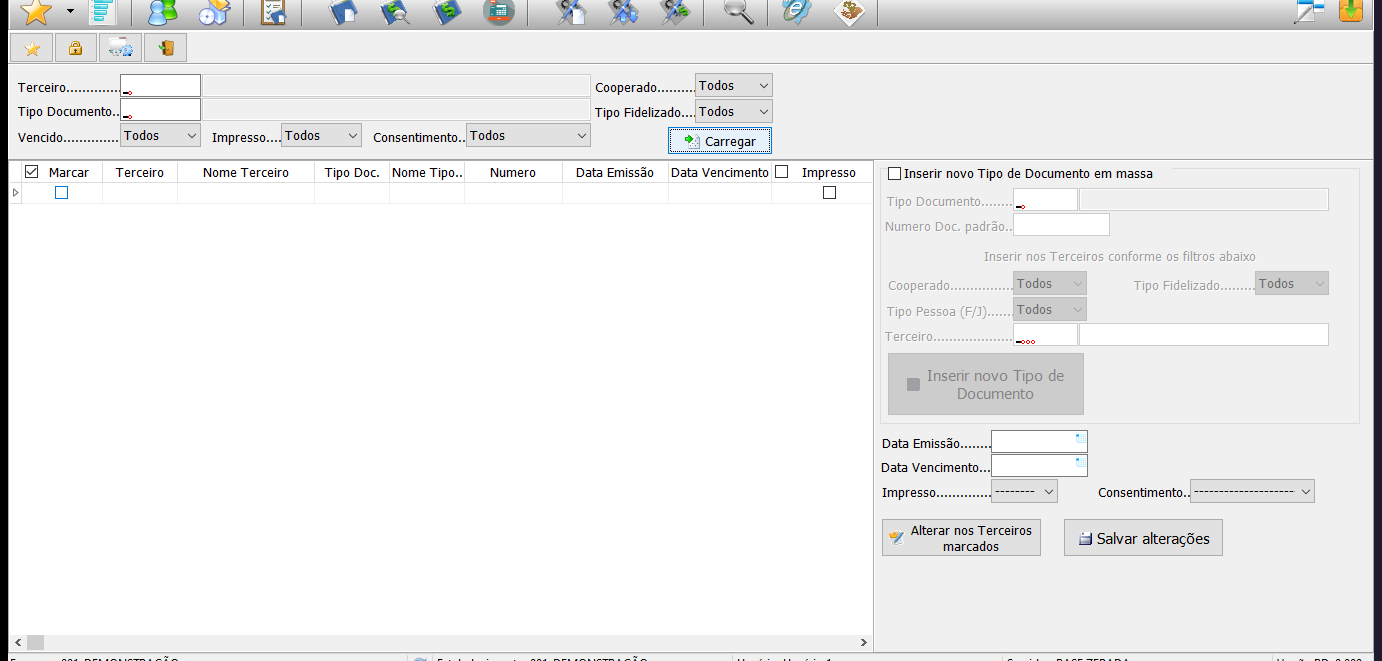 Terceiro............
Cooperado......... Todos
Tipo Documento..
Tipo Fidelizado.... Todos
Vencido............. Todos Impresso.... Todos Consentimento.. Todos
Carregar
Marcar Terceiro Nome Terceiro Tipo Doc. Nome Tipo.. Numero Data Emissão Data Vencimento Impresso
Inserir novo Tipo de Documento em massa
Tipo Documento.......
Numero Doc. padrão..
Inserir nos Terceiros conforme os filtros abaixo
Cooperado.............. Todos Tipo Fidelizado........ Todos
Tipo Pessoa (F/J)...... Todos
Terceiro..................
Inserir novo Tipo de
Documento
Data Emissão.......
Data Vencimento...
Impresso............. -------- Consentimento.. --------------------
Alterar nos Terceiros
marcados
Salvar alterações